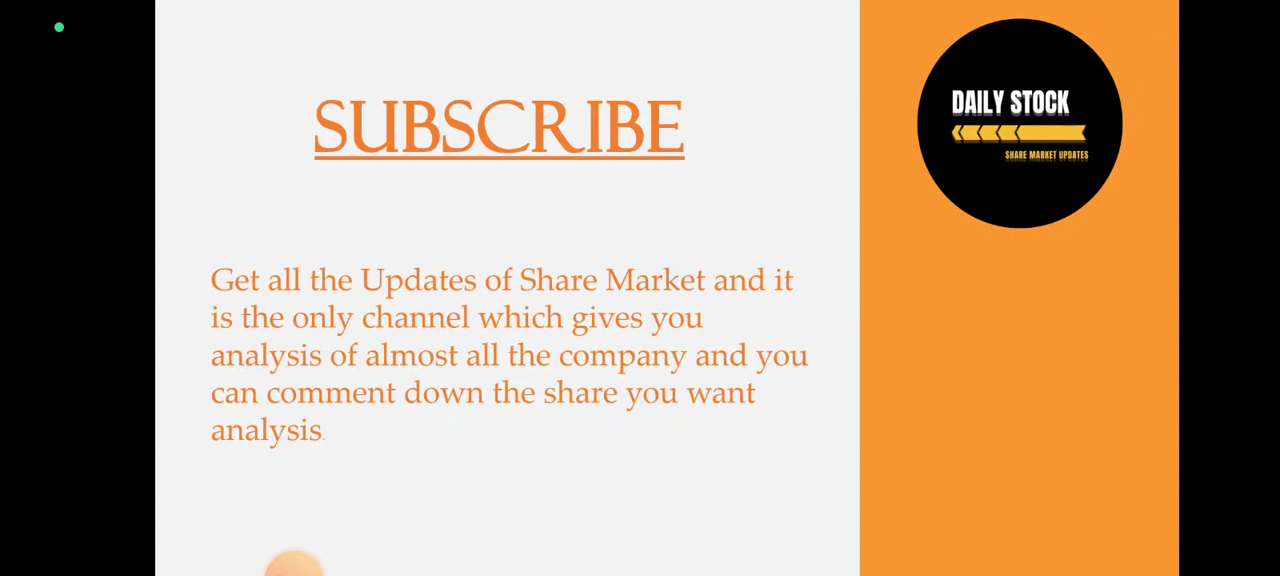 SUBSCRIBE
DAILY STOCK
SHARE MARKET UPDATES
Get all the Updates of Share Market and it
is the only channel which gives you
analysis of almost all the company and you
can comment down the share you want
analysis.